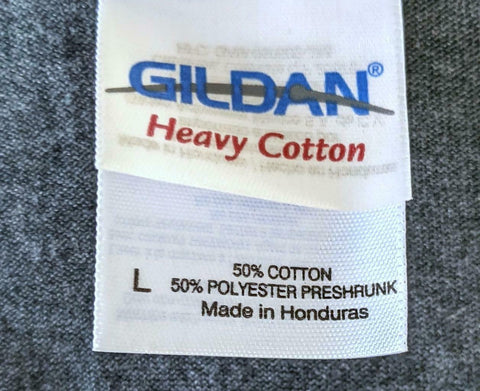 GILDAN®
Heavy Cotton
50% COTTON
L 50% POLYESTER PRESHRUNK
Made in Honduras